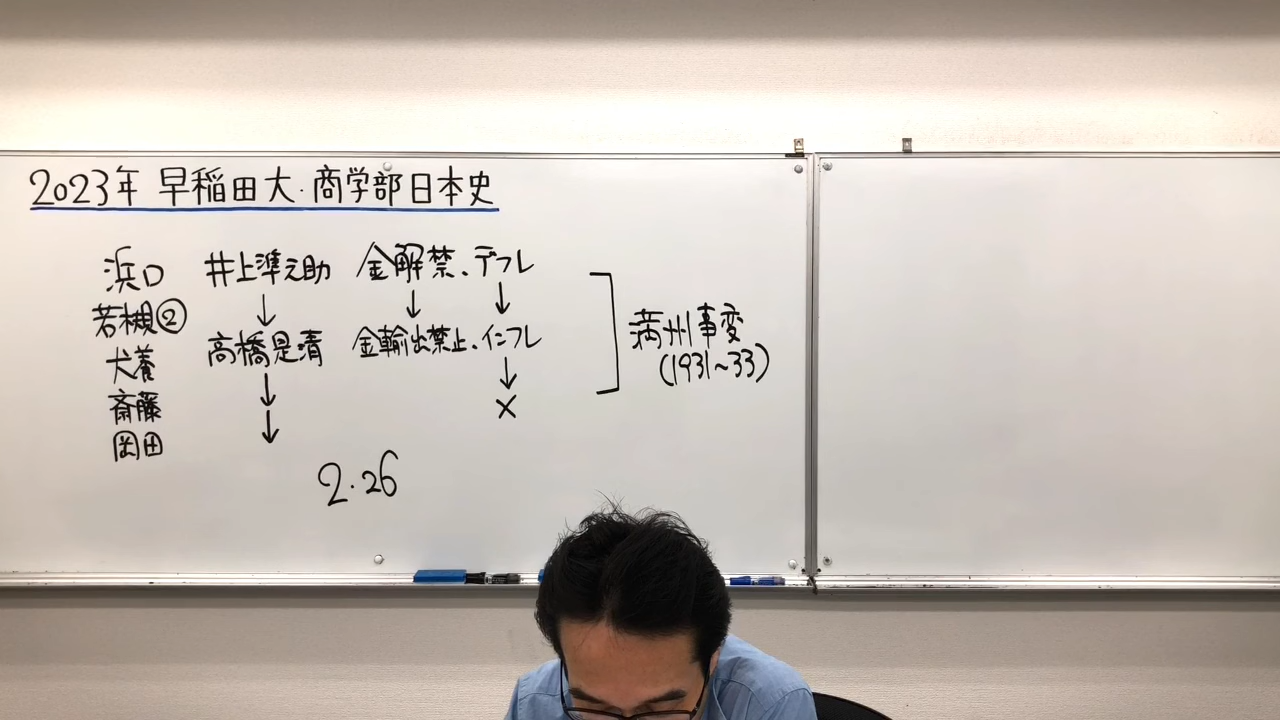 2023年 早稲田大・商学部日本史
浜口 井上準之助 金解禁、デフレ
↓ ↓ ↓
若槻②
高橋是清 金輸出禁止、インフレ
犬養
↓ ↓
斎藤 ×
↓
岡田
満州事変
(1931~33)
2・26